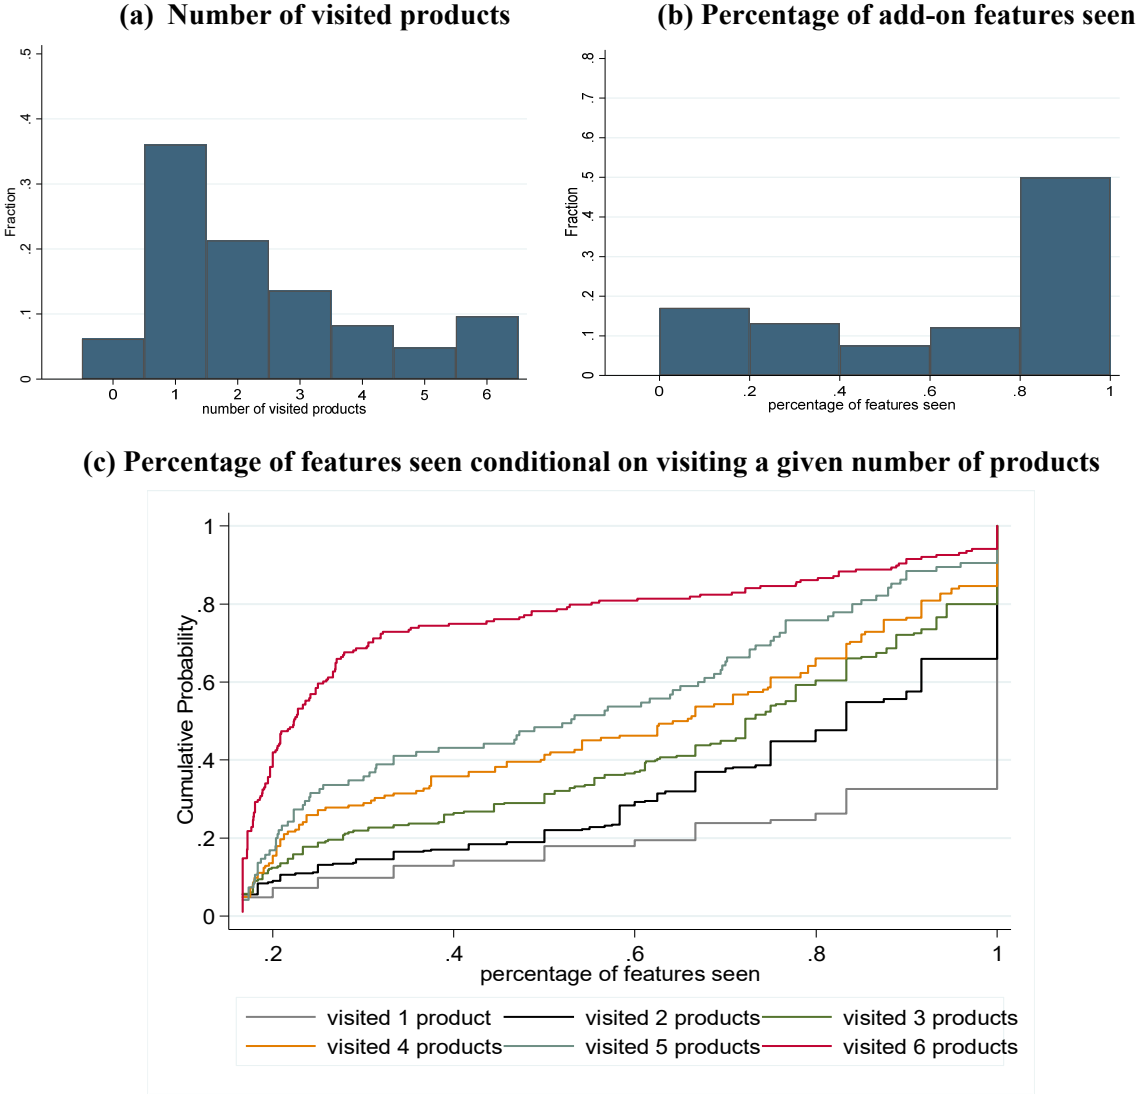 (a) Number of visited products
(b) Percentage of add-on features seen
Fraction
.5
.4
.3
.2
.1
0
0 1 2 3 4 5 6
number of visited products
Fraction
.8
.7
.6
.5
.4
.3
.2
.1
0
0 .2 .4 .6 .8 1
percentage of features seen
(c) Percentage of features seen conditional on visiting a given number of products
Cumulative Probability
1
.8
.6
.4
.2
0
.2 .4 .6 .8 1
percentage of features seen
visited 1 product visited 2 products visited 3 products
visited 4 products visited 5 products visited 6 products